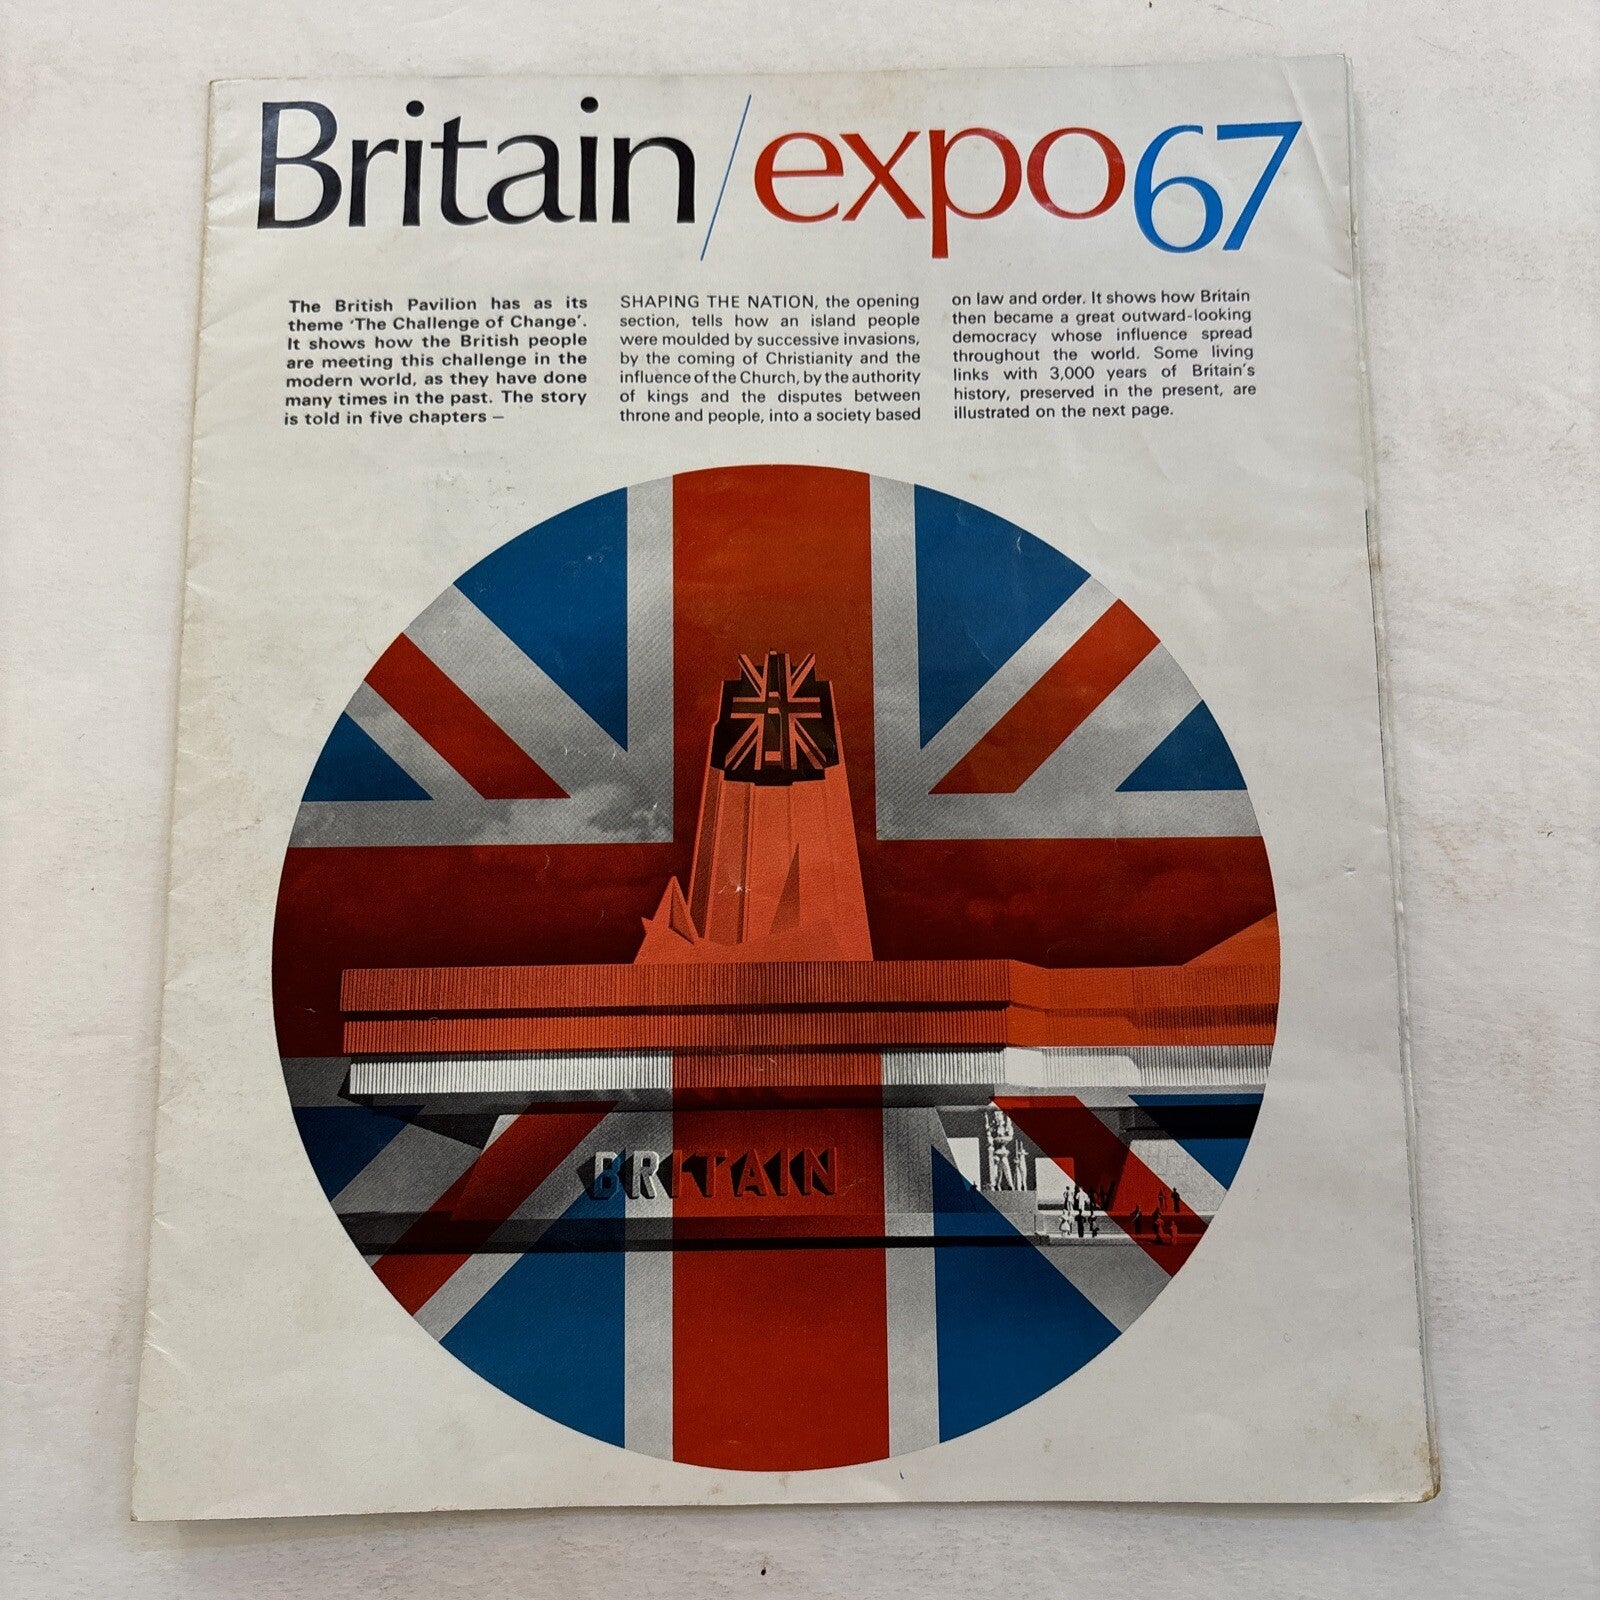 Britain/expo67
The British Pavilion has as its
theme 'The Challenge of Change'.
It shows how the British people
are meeting this challenge in the
modern world, as they have done
many times in the past. The story
is told in five chapters –
SHAPING THE NATION, the opening
section, tells how an island people
were moulded by successive invasions,
by the coming of Christianity and the
influence of the Church, by the authority
of kings and the disputes between
throne and people, into a society based
on law and order. It shows how Britain
then became a great outward-looking
democracy whose influence spread
throughout the world. Some living
links with 3,000 years of Britain's
history, preserved in the present, are
illustrated on the next page.
BRITAIN